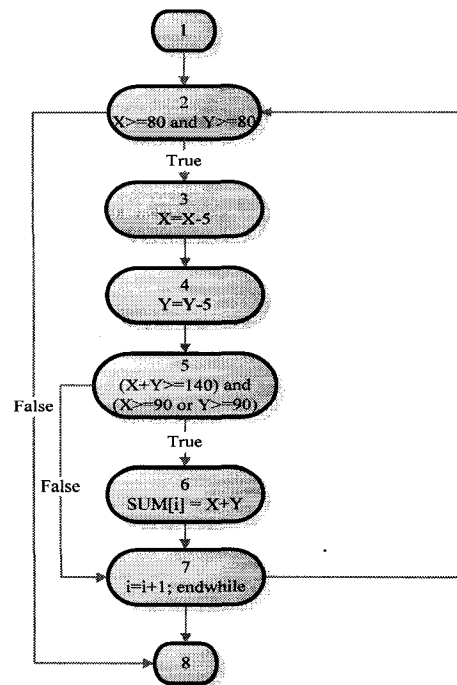 1
2
X>=80 and Y>=80
True
3
X=X-5
4
Y=Y-5
5
(X+Y>=140) and
(X>=90 or Y>=90)
False
True
False
6
SUM[i] = X+Y
7
i=i+1; endwhile
8